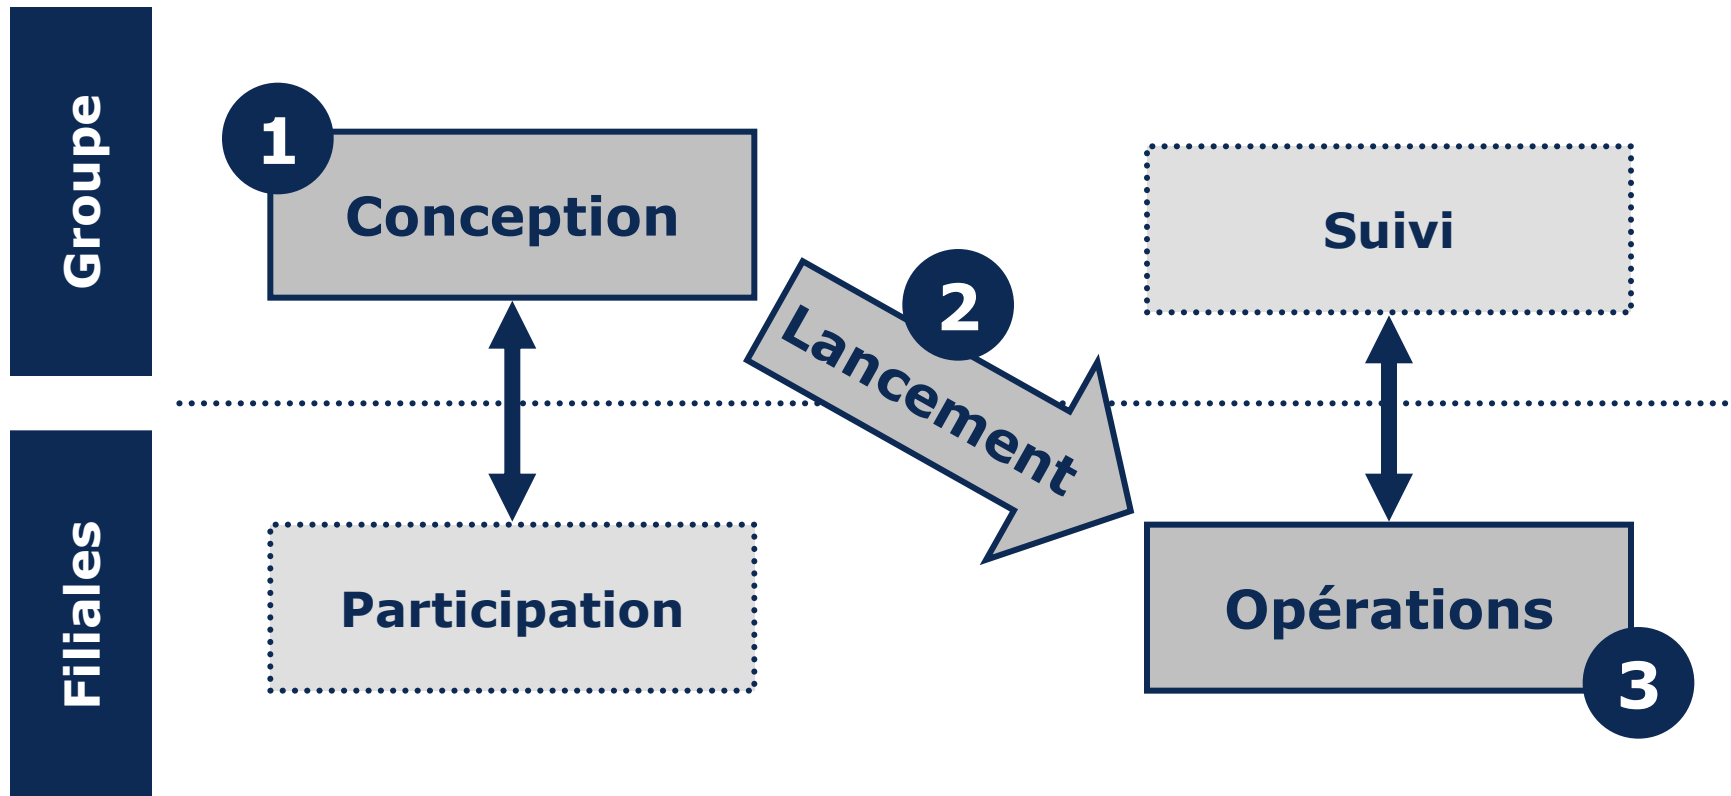 Groupe
1
Conception
2
Lancement
Suivi
Filiales
Participation
Opérations
3